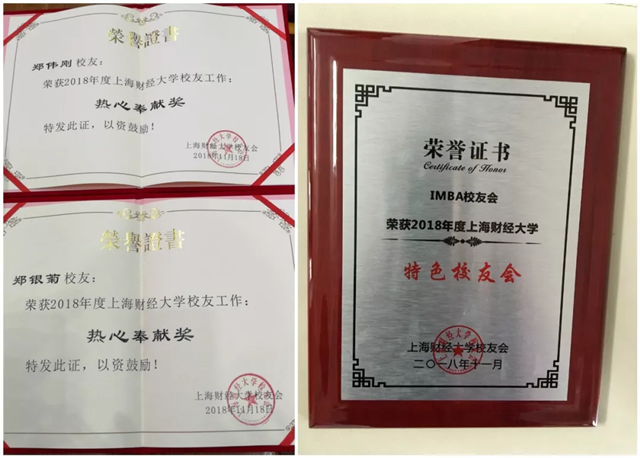 榮譽證書
郑伟刚校友：
荣获2018年度上海财经大学校友工作：
热心奉献奖
特发此证，以资鼓励！
上海财经大学校友会
2018年11月18日
榮譽證書
郑银菊校友：
荣获2018年度上海财经大学校友工作：
热心奉献奖
特发此证，以资鼓励！
上海财经大学校友会
2018年11月18日
荣誉证书
Certificate of Honor
IMBA校友会
荣获2018年度上海财经大学
特色校友会
上海财经大学校友会
二〇一八年十一月